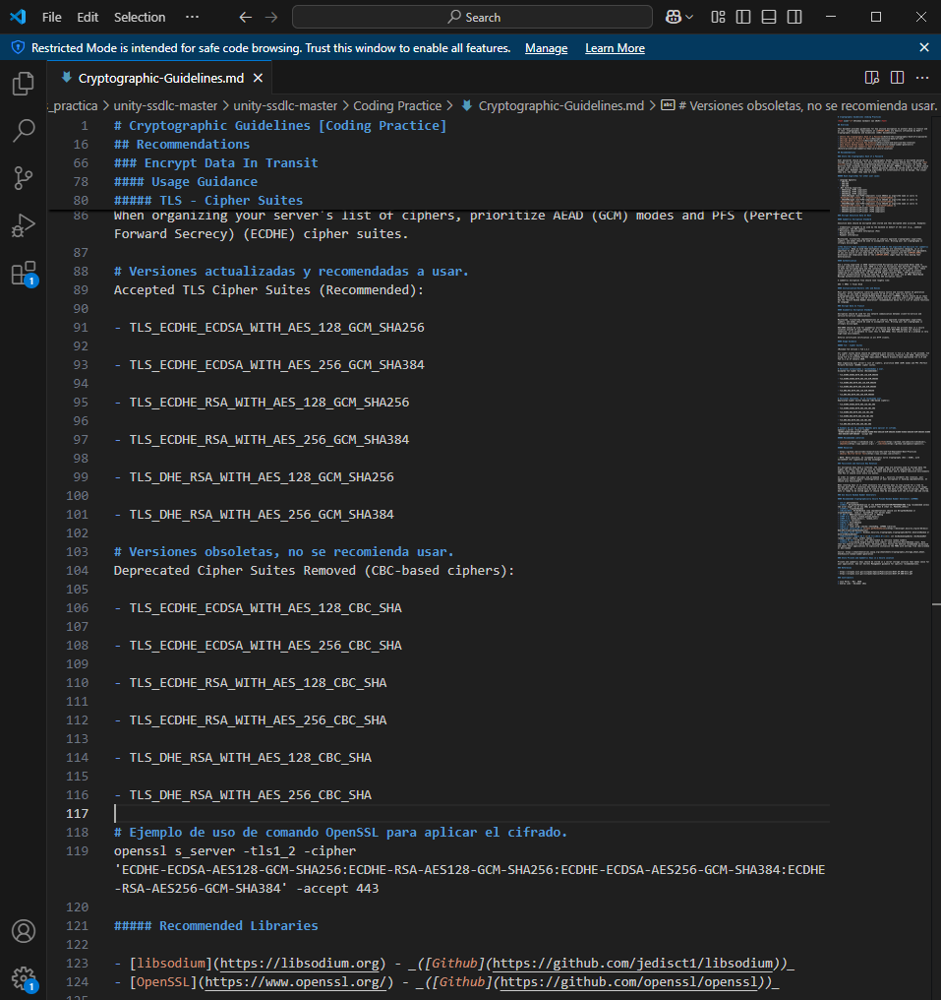 File Edit Selection ··· Search
Restricted Mode is intended for safe code browsing. Trust this window to enable all features. Manage Learn More
Cryptographic-Guidelines.md
_practica > unity-ssdlc-master > unity-ssdlc-master > Coding Practice > Cryptographic-Guidelines.md > # Versiones obsoletas, no se recomienda usar.
1 # Cryptographic Guidelines [Coding Practice]
16 ## Recommendations
66 ### Encrypt Data In Transit
78 #### Usage Guidance
80 ##### TLS - Cipher Suites
86 When organizing your server's list of ciphers, prioritize AEAD (GCM) modes and PFS (Perfect
Forward Secrecy) (ECDHE) cipher suites.
87
88 # Versiones actualizadas y recomendadas a usar.
89 Accepted TLS Cipher Suites (Recommended):
90
91 - TLS_ECDHE_ECDSA_WITH_AES_128_GCM_SHA256
92
93 - TLS_ECDHE_ECDSA_WITH_AES_256_GCM_SHA384
94
95 - TLS_ECDHE_RSA_WITH_AES_128_GCM_SHA256
96
97 - TLS_ECDHE_RSA_WITH_AES_256_GCM_SHA384
98
99 - TLS_DHE_RSA_WITH_AES_128_GCM_SHA256
100
101 - TLS_DHE_RSA_WITH_AES_256_GCM_SHA384
102
103 # Versiones obsoletas, no se recomienda usar.
104 Deprecated Cipher Suites Removed (CBC-based ciphers):
105
106 - TLS_ECDHE_ECDSA_WITH_AES_128_CBC_SHA
107
108 - TLS_ECDHE_ECDSA_WITH_AES_256_CBC_SHA
109
110 - TLS_ECDHE_RSA_WITH_AES_128_CBC_SHA
111
112 - TLS_ECDHE_RSA_WITH_AES_256_CBC_SHA
113
114 - TLS_DHE_RSA_WITH_AES_128_CBC_SHA
115
116 - TLS_DHE_RSA_WITH_AES_256_CBC_SHA
117
118 # Ejemplo de uso de comando OpenSSL para aplicar el cifrado.
119 openssl s_server -tls1_2 -cipher
'ECDHE-ECDSA-AES128-GCM-SHA256:ECDHE-RSA-AES128-GCM-SHA256:ECDHE-ECDSA-AES256-GCM-SHA384:ECDHE
-RSA-AES256-GCM-SHA384' -accept 443
120
121 ##### Recommended Libraries
122
123 - [libsodium](https://libsodium.org) - _([Github](https://github.com/jedisct1/libsodium))_
124 - [OpenSSL](https://www.openssl.org/) - _([Github](https://github.com/openssl/openssl))_
125
1
1